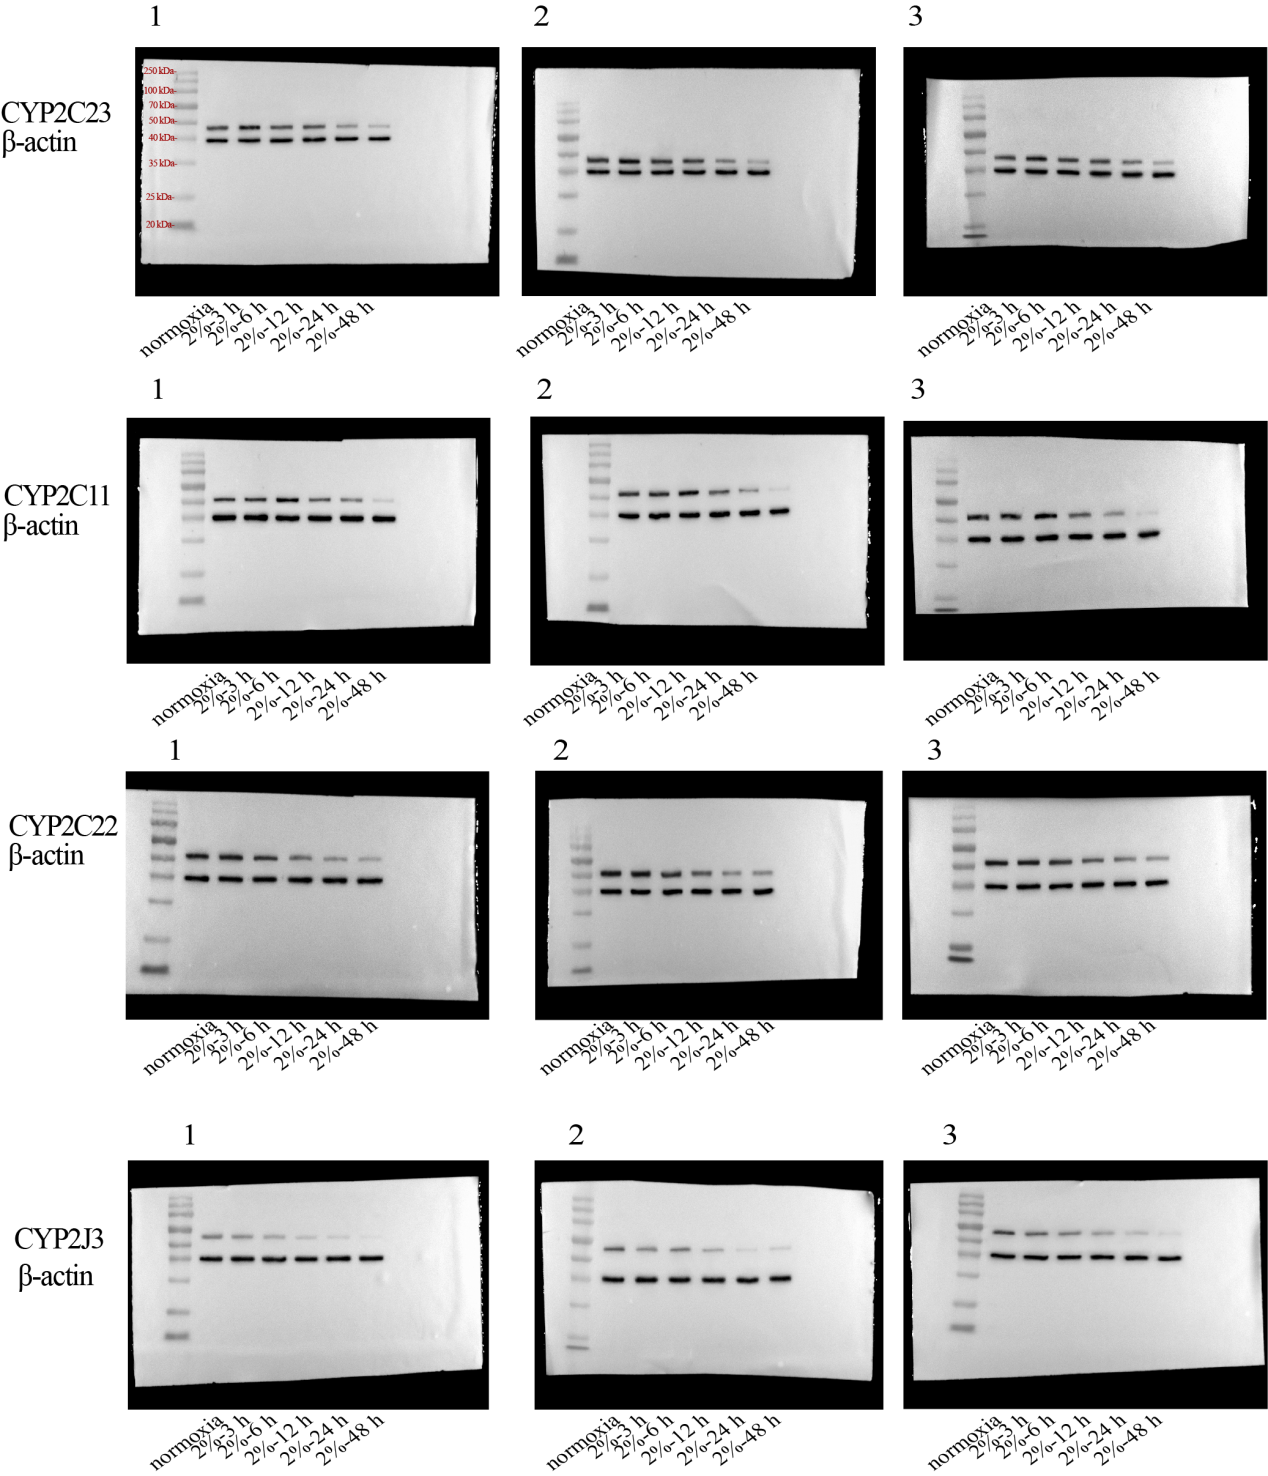 1
2
3
CYP2C23
β-actin
250 kDa-
100 kDa-
70 kDa-
50 kDa-
40 kDa-
35 kDa-
25 kDa-
20 kDa-
normoxia
2%-3 h
2%-6 h
2%-12 h
2%-24 h
2%-48 h
normoxia
2%-3 h
2%-6 h
2%-12 h
2%-24 h
2%-48 h
normoxia
2%-3 h
2%-6 h
2%-12 h
2%-24 h
2%-48 h
1
2
3
CYP2C11
β-actin
normoxia
2%-3 h
2%-6 h
2%-12 h
2%-24 h
2%-48 h
normoxia
2%-3 h
2%-6 h
2%-12 h
2%-24 h
2%-48 h
normoxia
2%-3 h
2%-6 h
2%-12 h
2%-24 h
2%-48 h
1
2
3
CYP2C22
β-actin
normoxia
2%-3 h
2%-6 h
2%-12 h
2%-24 h
2%-48 h
normoxia
2%-3 h
2%-6 h
2%-12 h
2%-24 h
2%-48 h
normoxia
2%-3 h
2%-6 h
2%-12 h
2%-24 h
2%-48 h
1
2
3
CYP2J3
β-actin
normoxia
2%-3 h
2%-6 h
2%-12 h
2%-24 h
2%-48 h
normoxia
2%-3 h
2%-6 h
2%-12 h
2%-24 h
2%-48 h
normoxia
2%-3 h
2%-6 h
2%-12 h
2%-24 h
2%-48 h